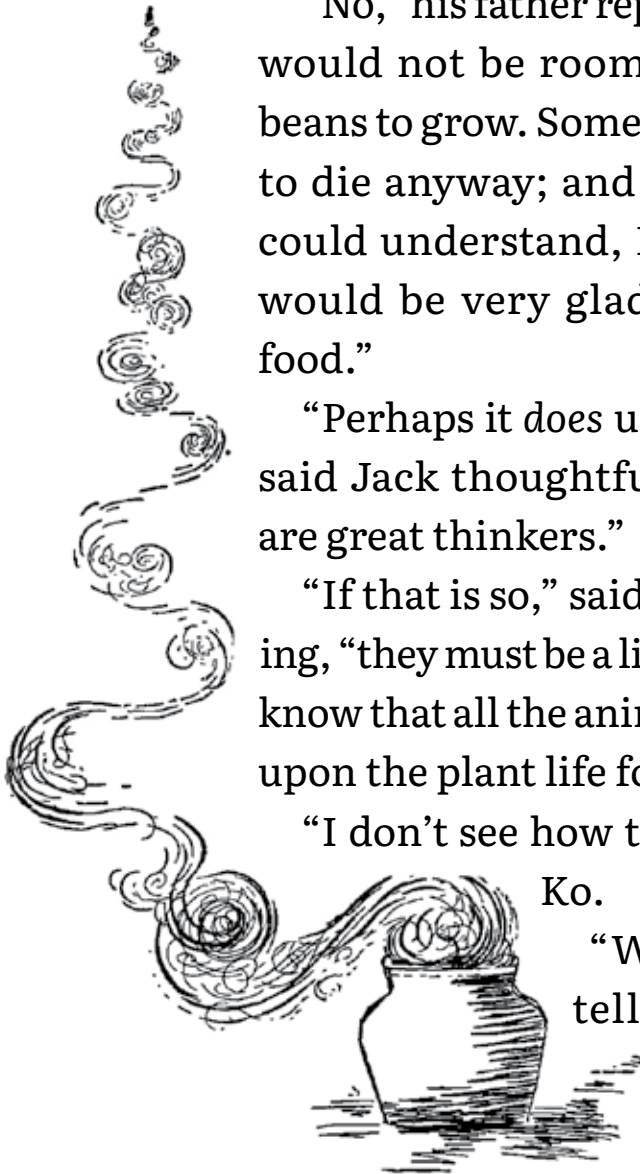 “No,” his father rep
would not be room
beans to grow. Some
to die anyway; and
could understand,
would be very glad
food.”
“Perhaps it does u
said Jack thoughtfu
are great thinkers.”
“If that is so,” said
ing, “they must be a li
know that all the ani
upon the plant life fo
“I don’t see how t
Ko.
“W
tell